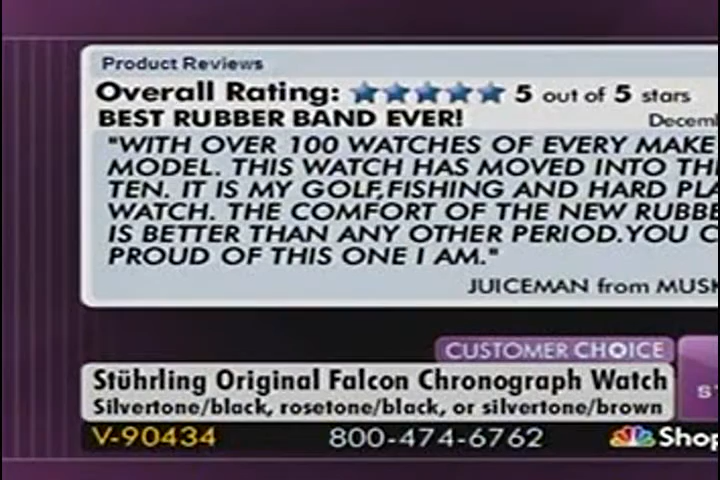 Product Reviews
Overall Rating: 5 out of 5 stars
BEST RUBBER BAND EVER! Decem
"WITH OVER 100 WATCHES OF EVERY MAKE
MODEL. THIS WATCH HAS MOVED INTO TH
TEN. IT IS MY GOLF,FISHING AND HARD PLA
WATCH. THE COMFORT OF THE NEW RUBBE
IS BETTER THAN ANY OTHER PERIOD.YOU C
PROUD OF THIS ONE I AM."
JUICEMAN from MUSK
CUSTOMER CHOICE
Stührling Original Falcon Chronograph Watch
Silvertone/black, rosetone/black, or silvertone/brown
V-90434 800-474-6762 Shop